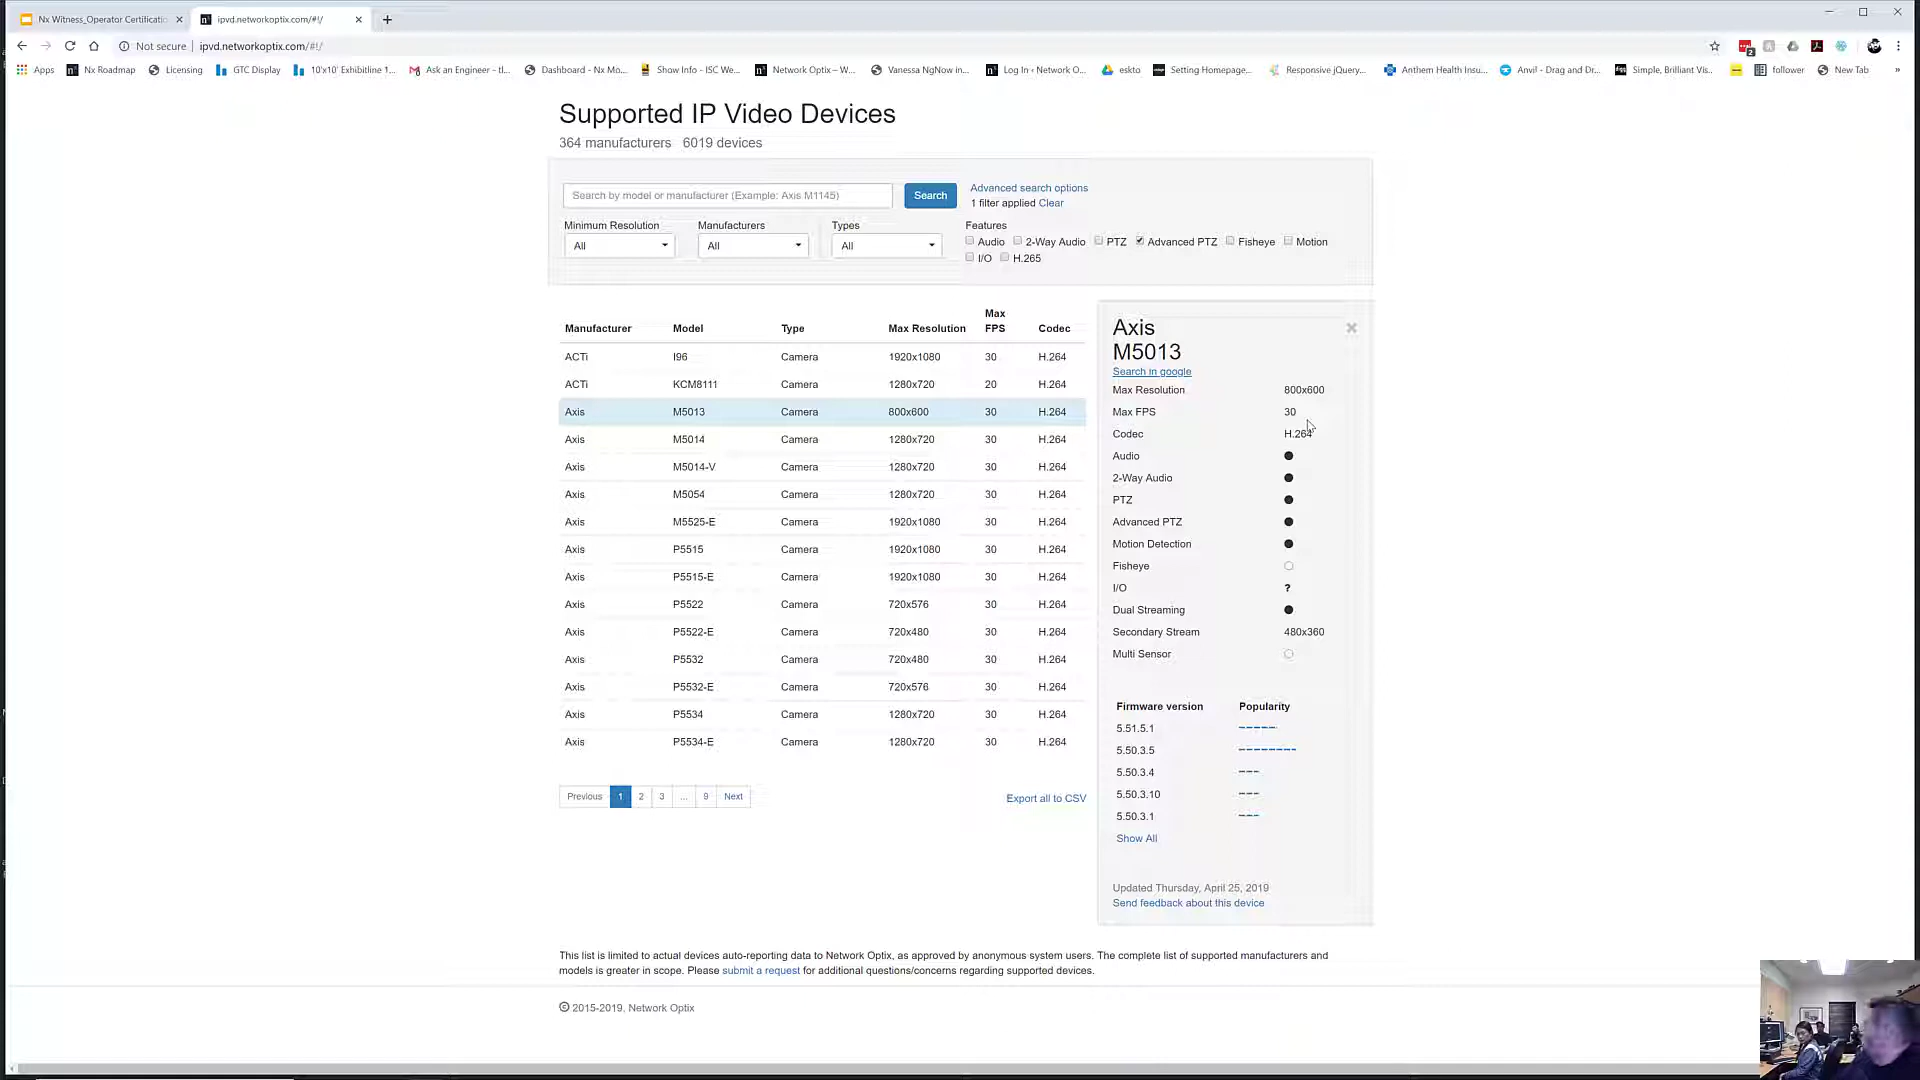 Nx Witness_Operator Certificatio
ipvd.networkoptix.com/#!/
Not secure | ipvd.networkoptix.com/#!/
Apps Nx Roadmap Licensing GTC Display 10'x10' Exhibitline 1... Ask an Engineer – tl... Dashboard - Nx Mo... Show Info - ISC We... Network Optix – W... Vanessa NgNow in... Log In ‹ Network O... eskto Setting Homepage... Responsive jQuery... Anthem Health Insu... Anvil - Drag and Dr... Simple, Brilliant Vis... follower New Tab »
Supported IP Video Devices
364 manufacturers 6019 devices
Search by model or manufacturer (Example: Axis M1145) Search Advanced search options
1 filter applied Clear
Minimum Resolution Manufacturers Types Features
All All All Audio 2-Way Audio PTZ Advanced PTZ Fisheye Motion
I/O H.265
Manufacturer Model Type Max Resolution Max FPS Codec
ACTi I96 Camera 1920x1080 30 H.264
ACTi KCM8111 Camera 1280x720 20 H.264
Axis M5013 Camera 800x600 30 H.264
Axis M5014 Camera 1280x720 30 H.264
Axis M5014-V Camera 1280x720 30 H.264
Axis M5054 Camera 1280x720 30 H.264
Axis M5525-E Camera 1920x1080 30 H.264
Axis P5515 Camera 1920x1080 30 H.264
Axis P5515-E Camera 1920x1080 30 H.264
Axis P5522 Camera 720x576 30 H.264
Axis P5522-E Camera 720x480 30 H.264
Axis P5532 Camera 720x480 30 H.264
Axis P5532-E Camera 720x576 30 H.264
Axis P5534 Camera 1280x720 30 H.264
Axis P5534-E Camera 1280x720 30 H.264
Previous 1 2 3 ... 9 Next
Export all to CSV
Axis
M5013
Search in google
Max Resolution 800x600
Max FPS 30
Codec H.264
Audio
2-Way Audio
PTZ
Advanced PTZ
Motion Detection
Fisheye
I/O ?
Dual Streaming
Secondary Stream 480x360
Multi Sensor
Firmware version Popularity
5.51.5.1
5.50.3.5
5.50.3.4
5.50.3.10
5.50.3.1
Show All
Updated Thursday, April 25, 2019
Send feedback about this device
This list is limited to actual devices auto-reporting data to Network Optix, as approved by anonymous system users. The complete list of supported manufacturers and
models is greater in scope. Please submit a request for additional questions/concerns regarding supported devices.
© 2015-2019, Network Optix